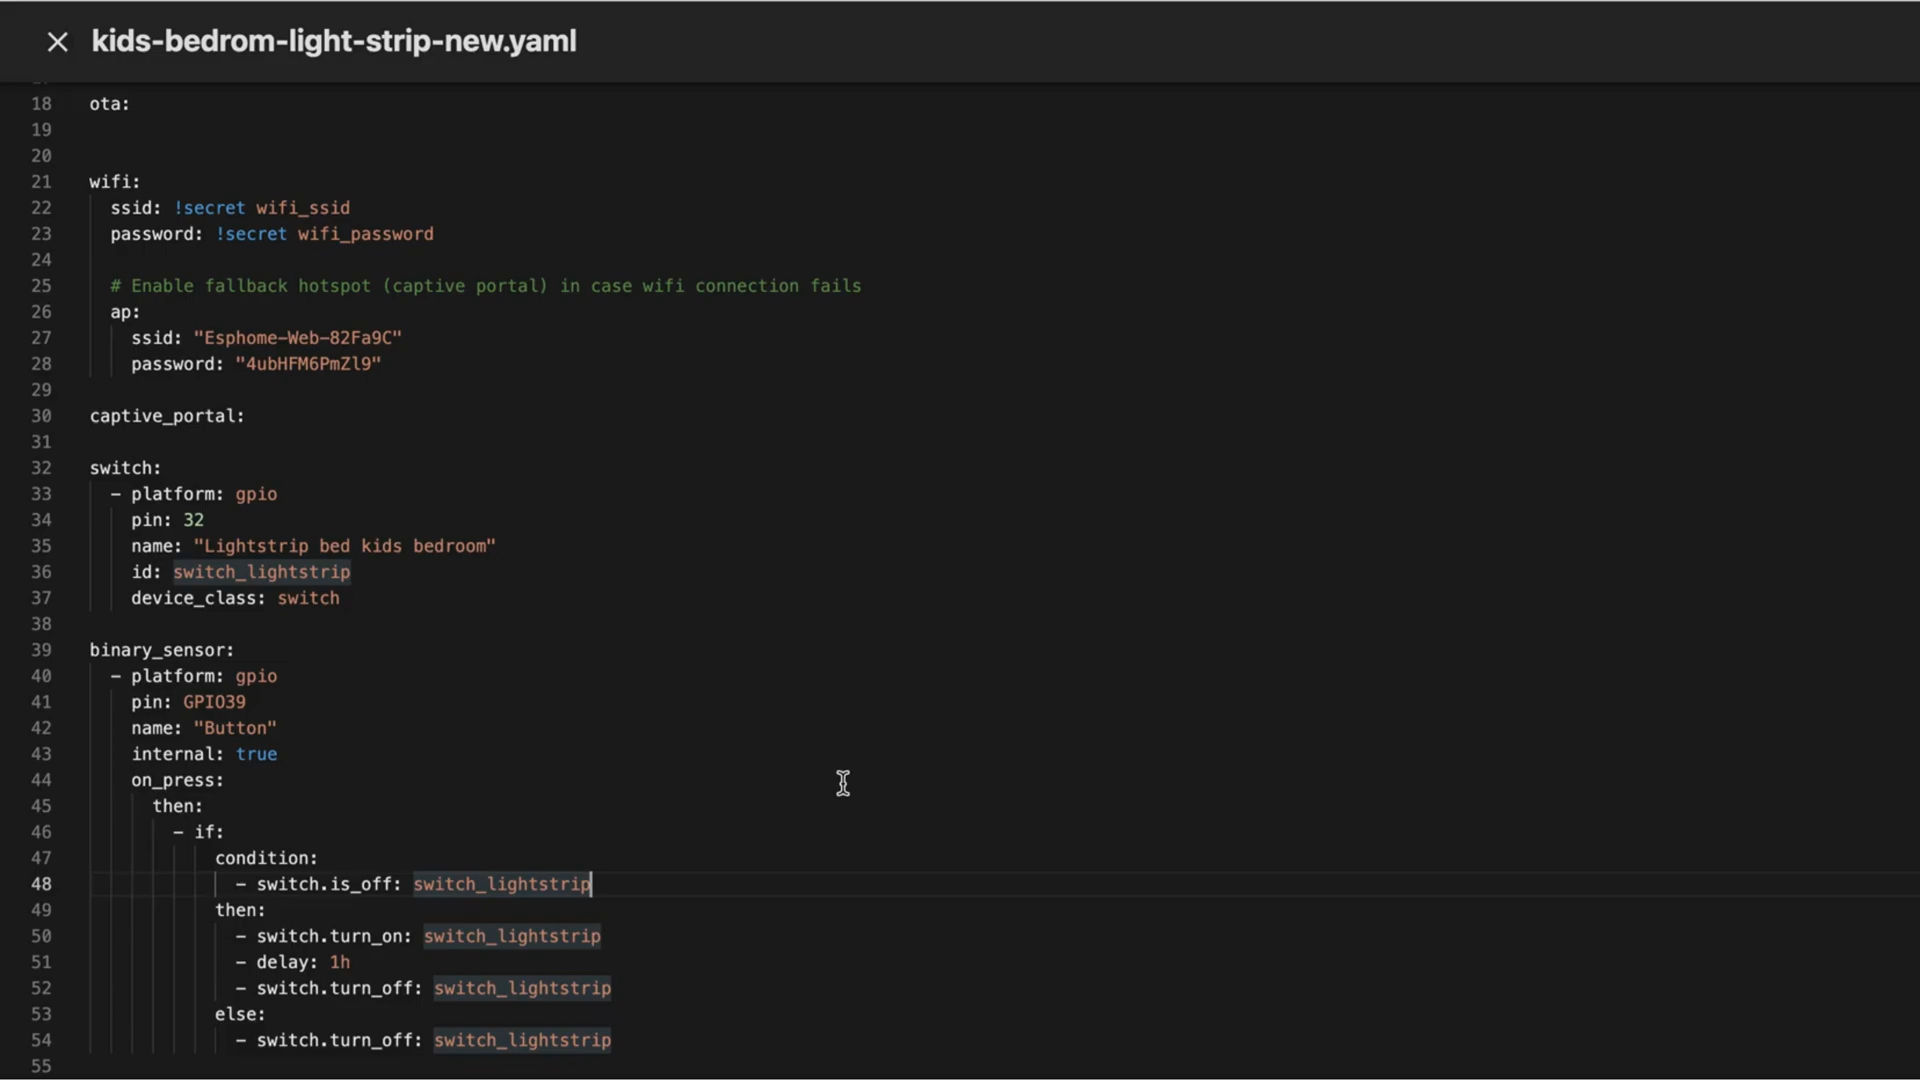 kids-bedrom-light-strip-new.yaml
18 ota:
19
20
21 wifi:
22   ssid: !secret wifi_ssid
23   password: !secret wifi_password
24
25   # Enable fallback hotspot (captive portal) in case wifi connection fails
26   ap:
27     ssid: "Esphome-Web-82Fa9C"
28     password: "4ubHFM6PmZl9"
29
30 captive_portal:
31
32 switch:
33   - platform: gpio
34     pin: 32
35     name: "Lightstrip bed kids bedroom"
36     id: switch_lightstrip
37     device_class: switch
38
39 binary_sensor:
40   - platform: gpio
41     pin: GPIO39
42     name: "Button"
43     internal: true
44     on_press:
45       then:
46         - if:
47             condition:
48               - switch.is_off: switch_lightstrip
49             then:
50               - switch.turn_on: switch_lightstrip
51               - delay: 1h
52               - switch.turn_off: switch_lightstrip
53             else:
54               - switch.turn_off: switch_lightstrip
55